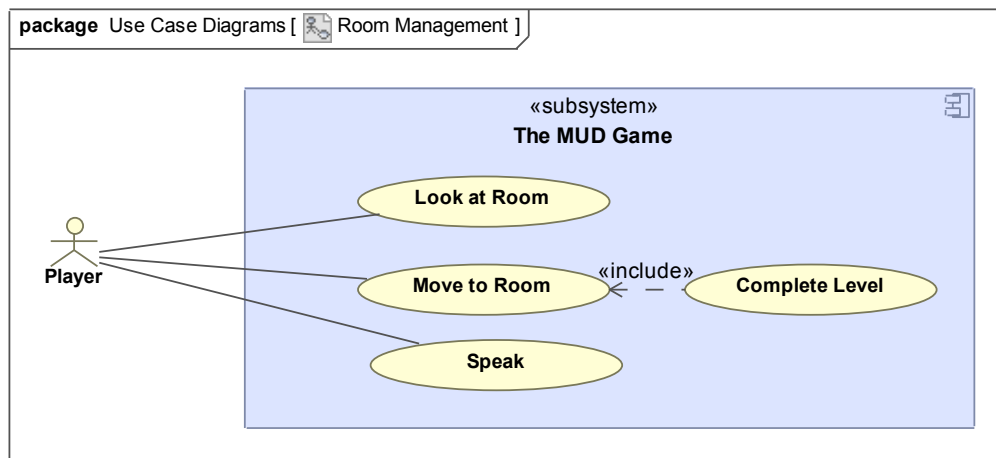 package Use Case Diagrams [ Room Management ]
«subsystem»
The MUD Game
Look at Room
Player
Move to Room
«include»
Complete Level
Speak